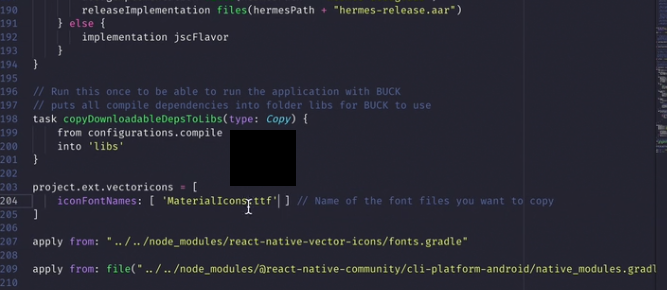 190 releaseImplementation files(hermesPath + "hermes-release.aar")
191 } else {
192 implementation jscFlavor
193 }
194 }
195
196 // Run this once to be able to run the application with BUCK
197 // puts all compile dependencies into folder libs for BUCK to use
198 task copyDownloadableDepsToLibs(type: Copy) {
199 from configurations.compile
200 into 'libs'
201 }
202
203 project.ext.vectoricons = [
204 iconFontNames: [ 'MaterialIcons.ttf' ] // Name of the font files you want to copy
205 ]
206
207 apply from: "../../node_modules/react-native-vector-icons/fonts.gradle"
208
209 apply from: file("../../node_modules/@react-native-community/cli-platform-android/native_modules.gradl
210